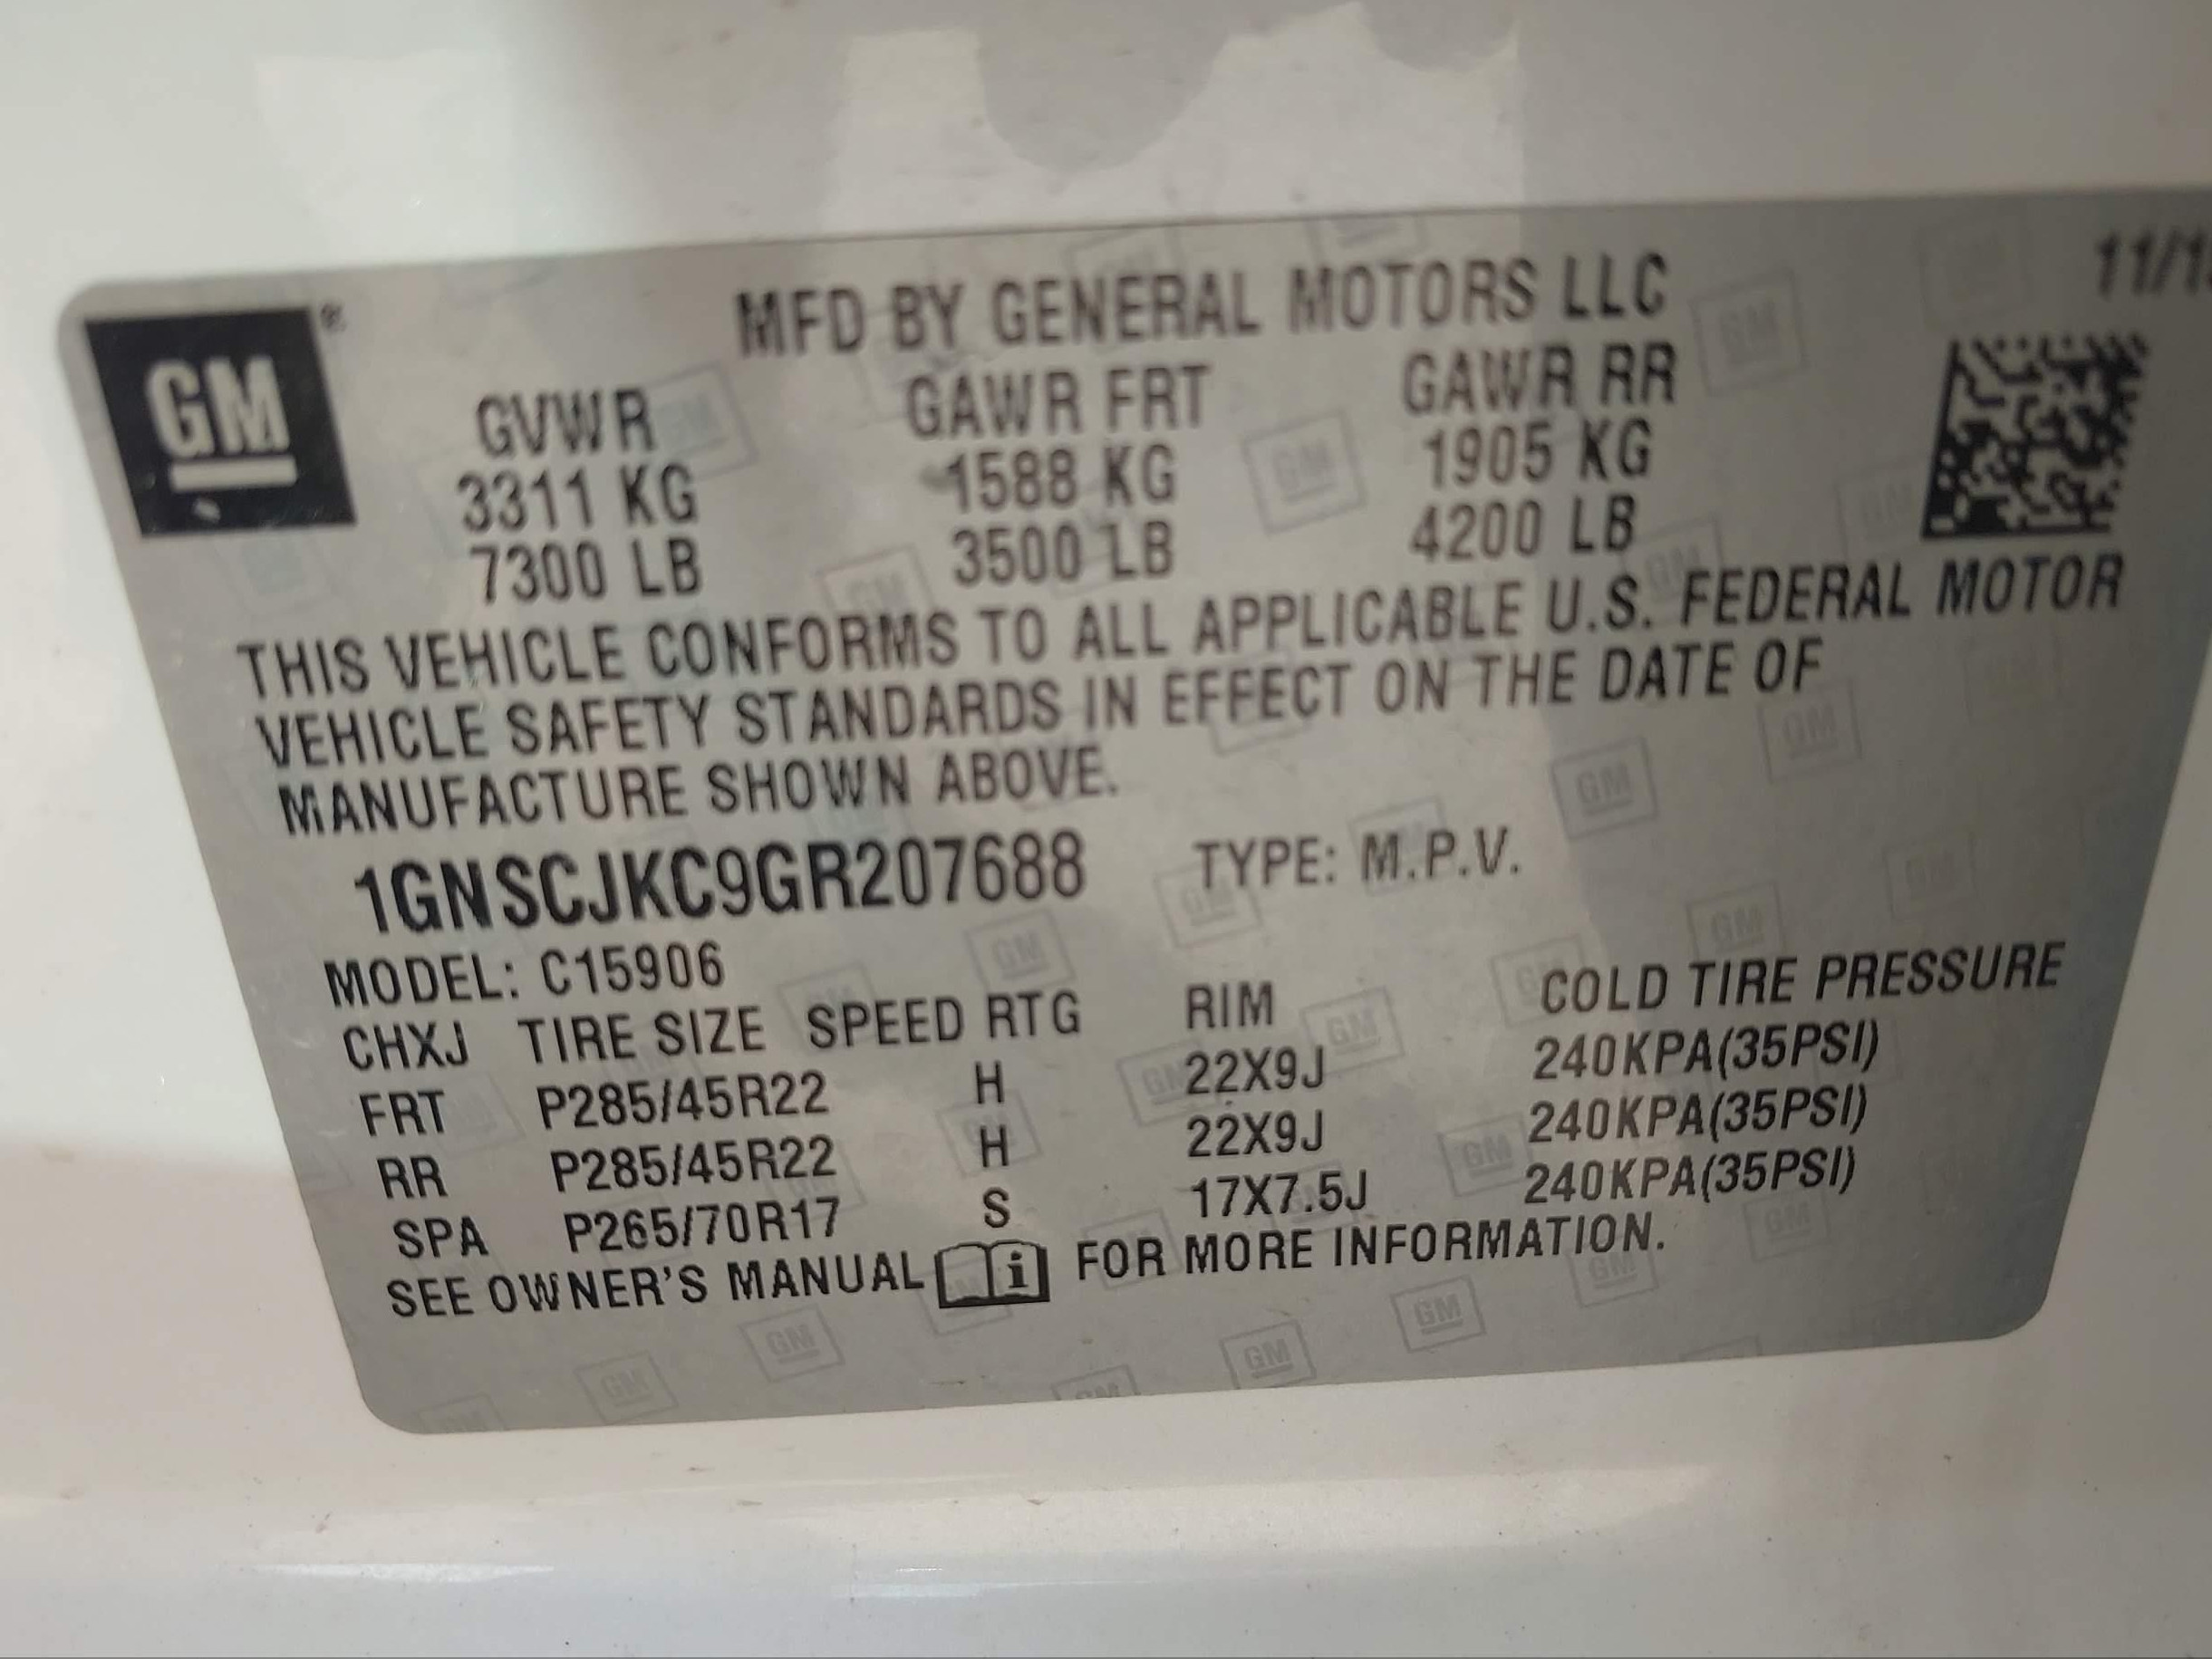 MFD BY GENERAL MOTORS LLC
GM ®
GVWR GAWR FRT GAWR RR
3311 KG 1588 KG 1905 KG
7300 LB 3500 LB 4200 LB
THIS VEHICLE CONFORMS TO ALL APPLICABLE U.S. FEDERAL MOTOR
VEHICLE SAFETY STANDARDS IN EFFECT ON THE DATE OF
MANUFACTURE SHOWN ABOVE.
1GNSCJKC9GR207688 TYPE: M.P.V.
MODEL: C15906
CHXJ TIRE SIZE SPEED RTG RIM COLD TIRE PRESSURE
FRT P285/45R22 H 22X9J 240KPA(35PSI)
RR P285/45R22 H 22X9J 240KPA(35PSI)
SPA P265/70R17 S 17X7.5J 240KPA(35PSI)
SEE OWNER'S MANUAL i FOR MORE INFORMATION.